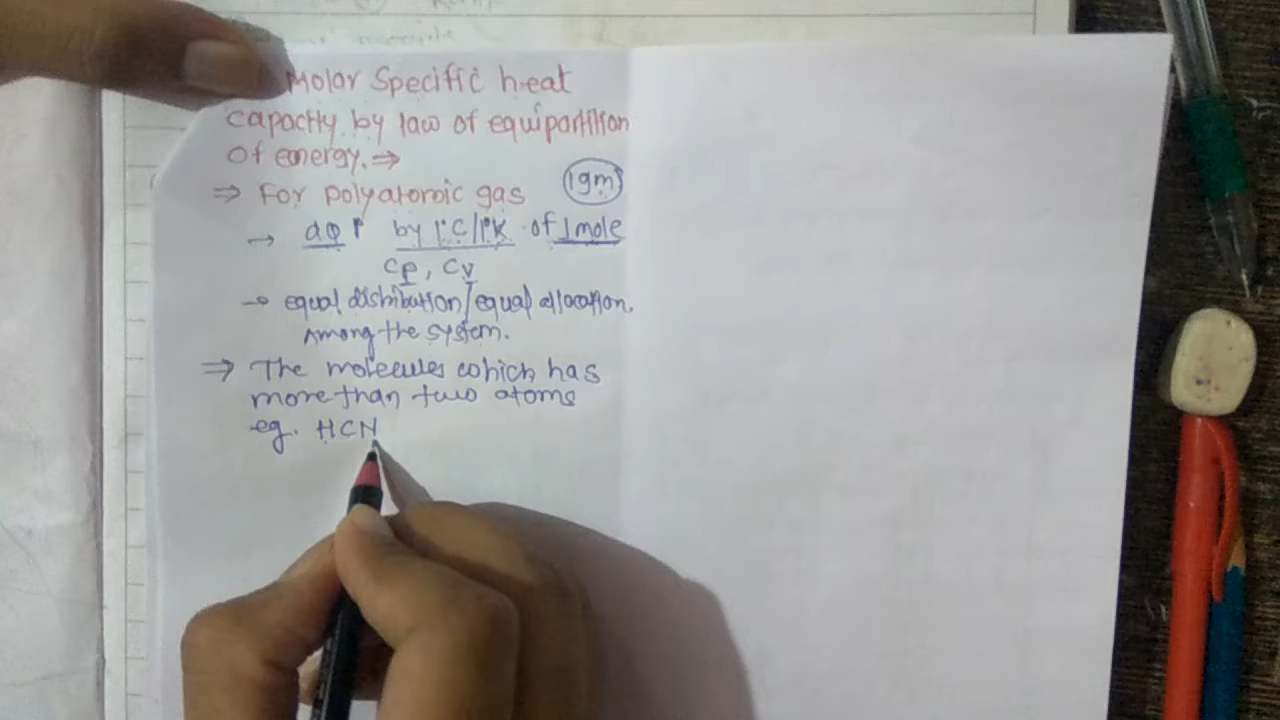 Molar Specific heat
capacity by law of equipartition
of energy. ⇒
⇒ For polyatomic gas
1gm
→ dQ↑ by 1°C/1°K of 1mole
Cp, Cv
→ equal distribution/equal allocation.
Among the system.
⇒ The molecules which has
more than two atoms
eg. HCN